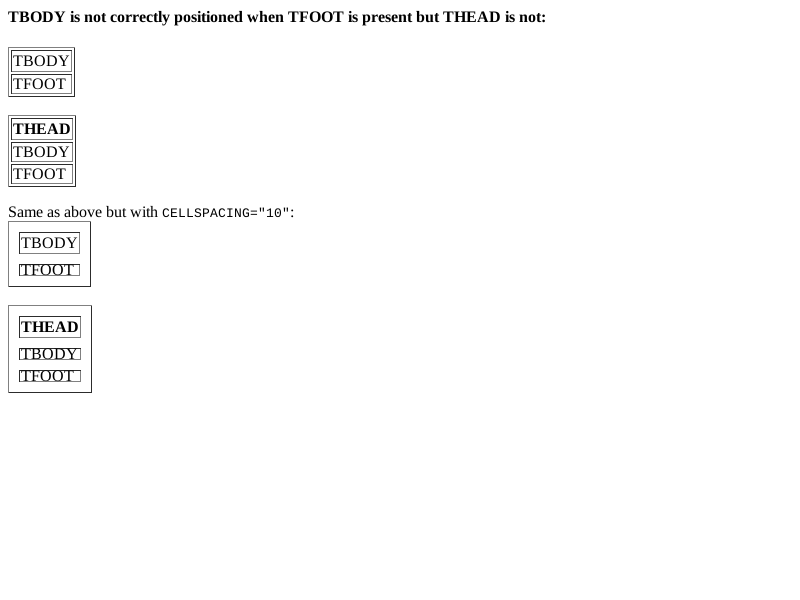 TBODY is not correctly positioned when TFOOT is present but THEAD is not:
TBODY
TFOOT
THEAD
TBODY
TFOOT
Same as above but with CELLSPACING="10":
TBODY
TFOOT
THEAD
TBODY
TFOOT